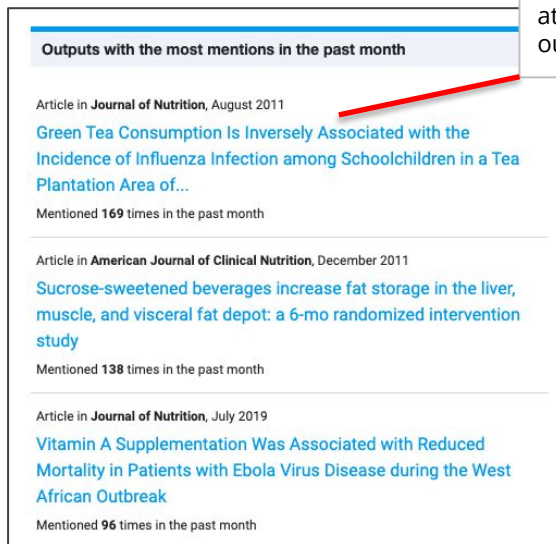 at
ou
Outputs with the most mentions in the past month
Article in Journal of Nutrition, August 2011
Green Tea Consumption Is Inversely Associated with the
Incidence of Influenza Infection among Schoolchildren in a Tea
Plantation Area of...
Mentioned 169 times in the past month
Article in American Journal of Clinical Nutrition, December 2011
Sucrose-sweetened beverages increase fat storage in the liver,
muscle, and visceral fat depot: a 6-mo randomized intervention
study
Mentioned 138 times in the past month
Article in Journal of Nutrition, July 2019
Vitamin A Supplementation Was Associated with Reduced
Mortality in Patients with Ebola Virus Disease during the West
African Outbreak
Mentioned 96 times in the past month